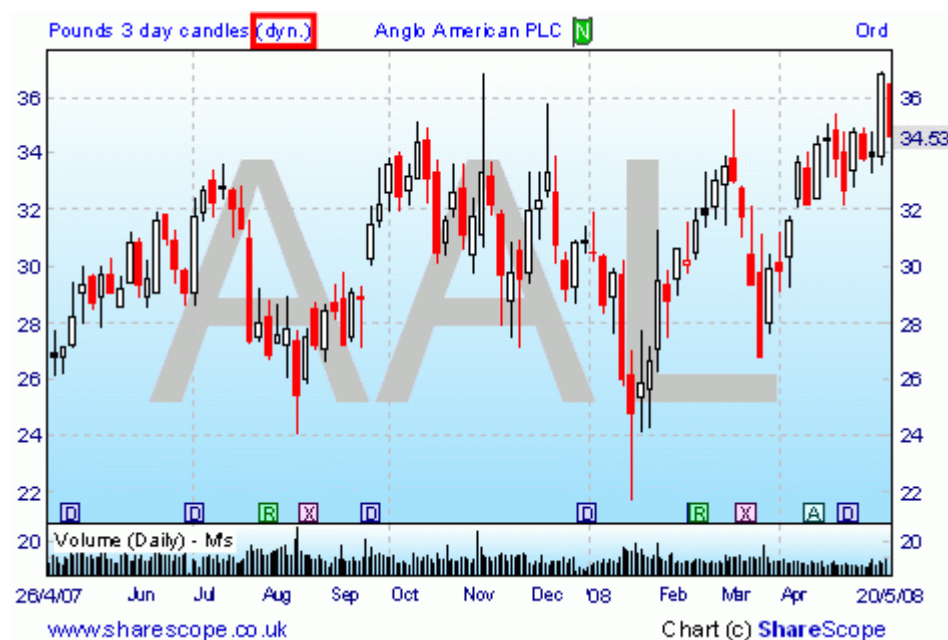 Pounds 3 day candles (dyn.) Anglo American PLC N Ord
36 36
34.53
34
32 32
30 30
28 28
26 26
24 24
22 22
AAL
D D R X D D R X A D
20 Volume (Daily) - M's 20
26/4/07 Jun Jul Aug Sep Oct Nov Dec '08 Feb Mar Apr 20/5/08
www.sharescope.co.uk Chart (c) ShareScope